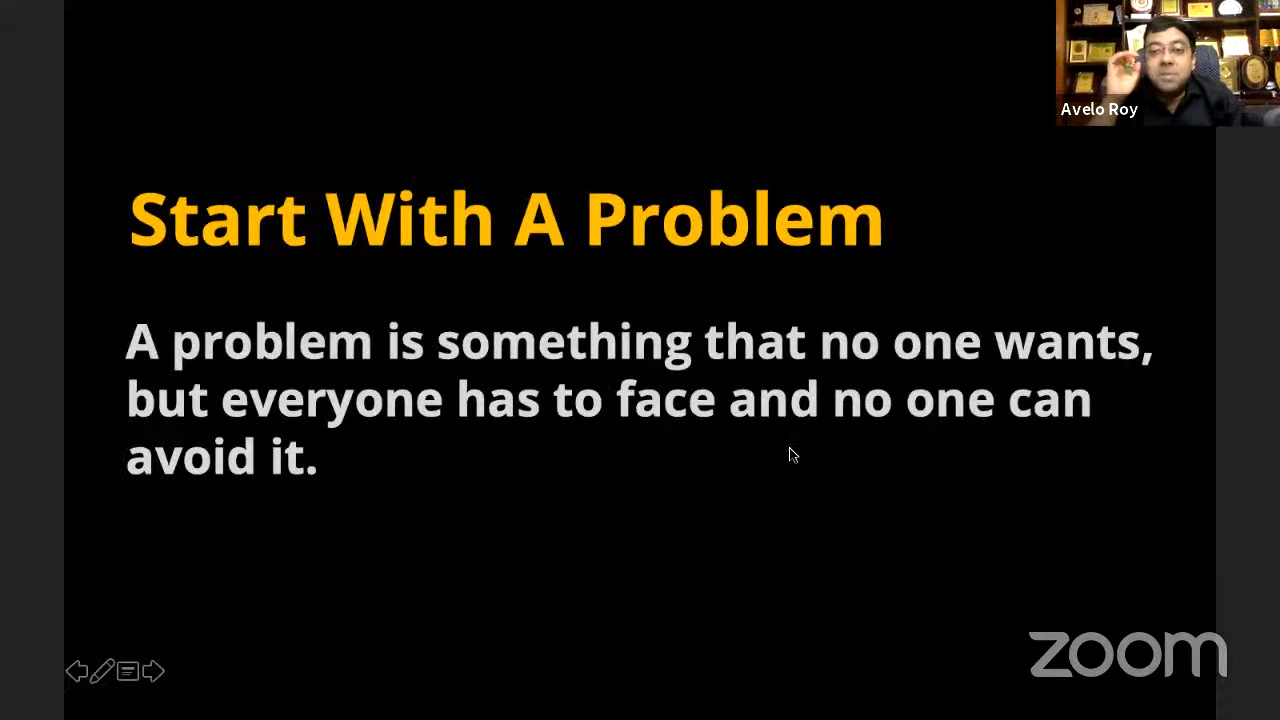 Avelo Roy
Start With A Problem
A problem is something that no one wants,
but everyone has to face and no one can
avoid it.
zoom